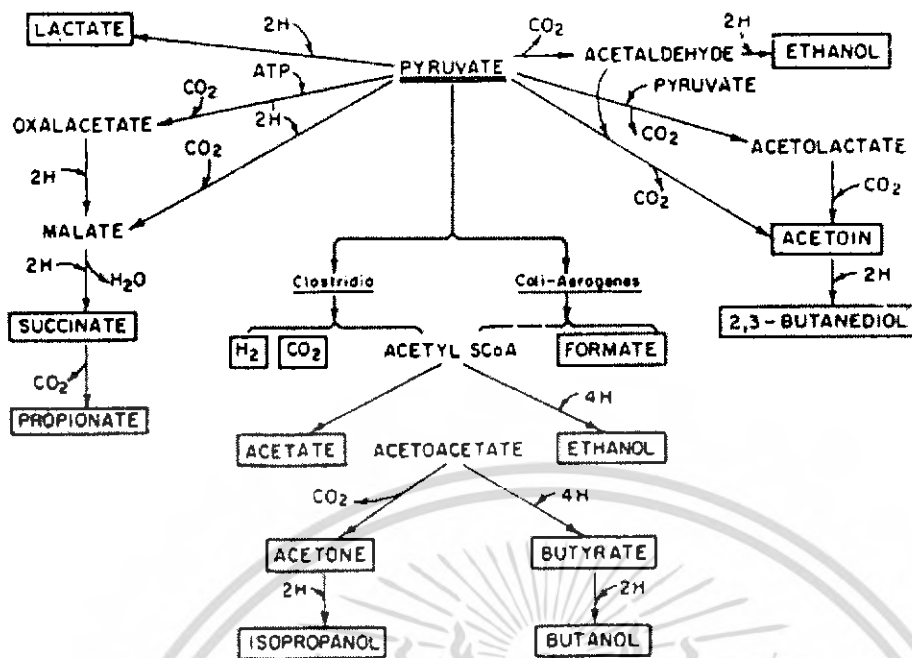 LACTATE
2H
CO2
ACETALDEHYDE
2H
ETHANOL
PYRUVATE
ATP
CO2
2H
PYRUVATE
CO2
OXALACETATE
CO2
ACETOLACTATE
2H
CO2
CO2
MALATE
ACETOIN
2H
H2O
2H
Clostridia
Coli-Aerogenes
SUCCINATE
2,3-BUTANEDIOL
H2
CO2
ACETYL SCoA
FORMATE
CO2
4H
PROPIONATE
ACETATE
ACETOACETATE
ETHANOL
CO2
4H
ACETONE
BUTYRATE
2H
2H
ISOPROPANOL
BUTANOL